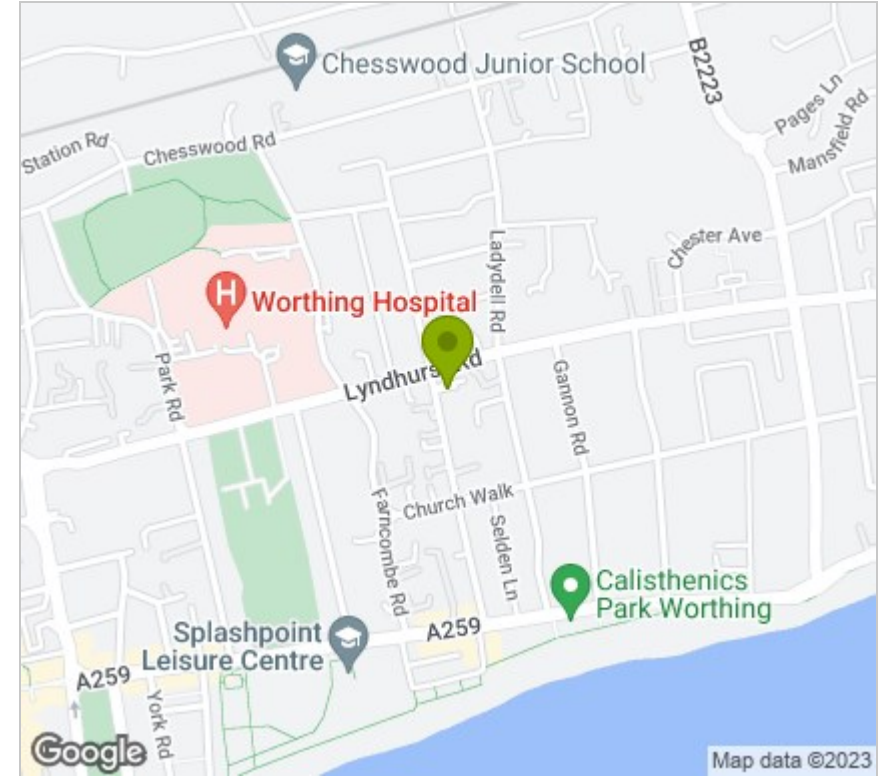 Chesswood Junior School
B2223
Pages Ln
Mansfield Rd
Station Rd
Chesswood Rd
Ladydell Rd
Chester Ave
H
Worthing Hospital
Park Rd
Lyndhurst Rd
Gannon Rd
Church Walk
Farncombe Rd
Selden Ln
Calisthenics
Park Worthing
Splashpoint
Leisure Centre
A259
A259
York Rd
Google
Map data ©2023